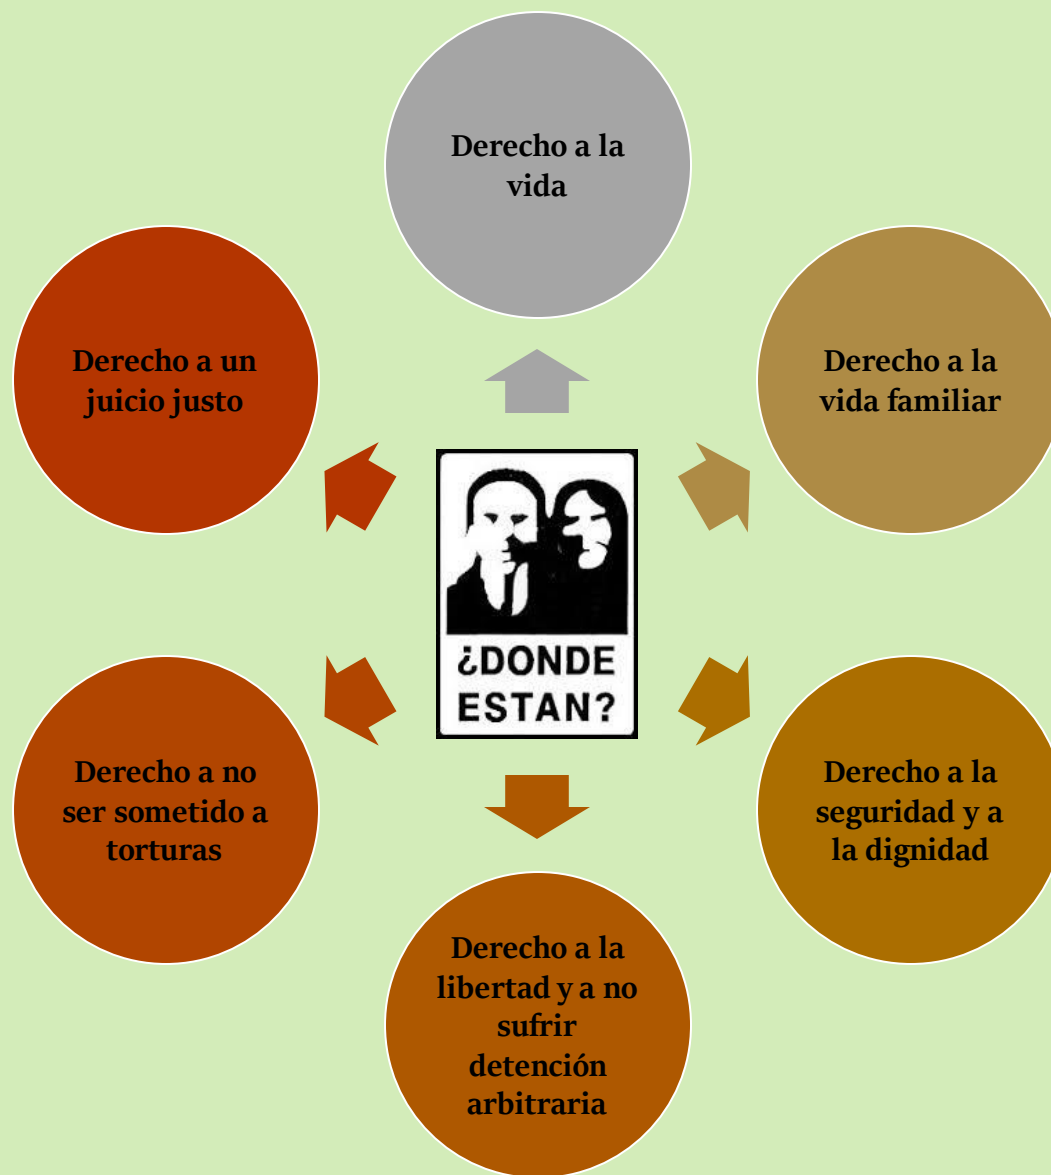 Derecho a la
vida
Derecho a un
juicio justo
Derecho a la
vida familiar
¿DONDE
ESTAN?
Derecho a no
ser sometido a
torturas
Derecho a la
seguridad y a
la dignidad
Derecho a la
libertad y a no
sufrir
detención
arbitraria